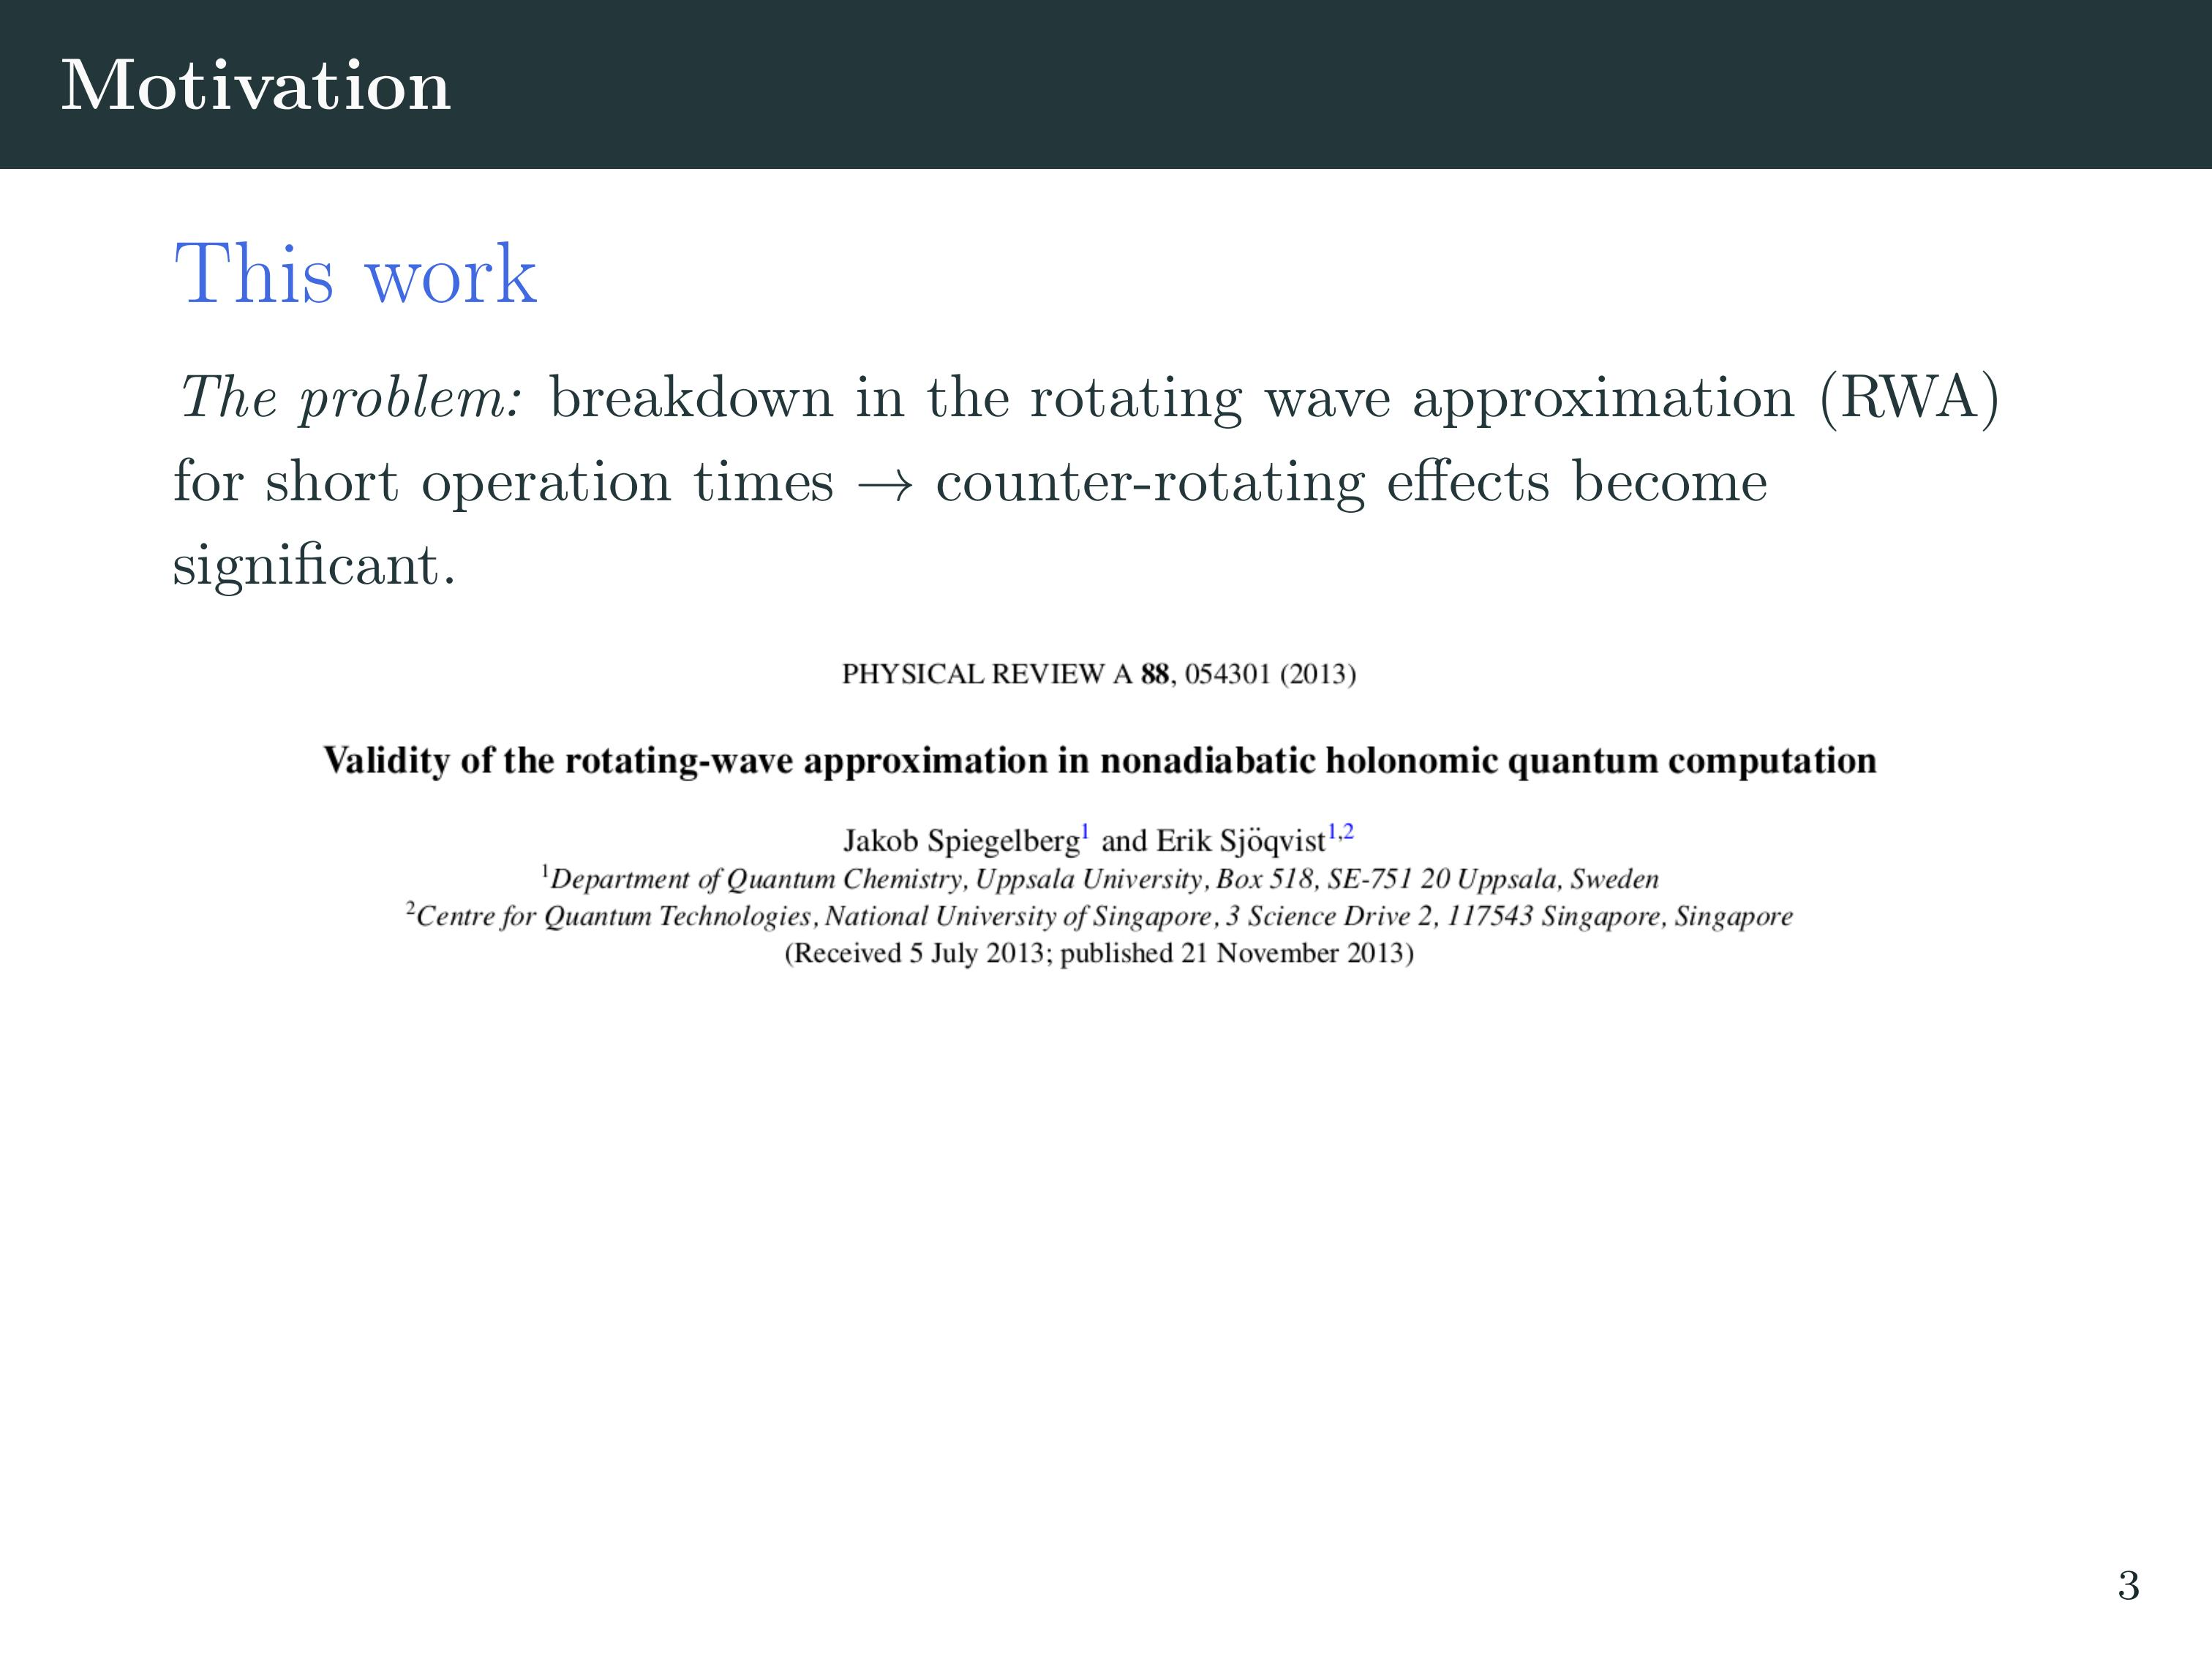 Motivation
This work
The problem: breakdown in the rotating wave approximation (RWA)
for short operation times → counter-rotating effects become
significant.
PHYSICAL REVIEW A 88, 054301 (2013)
Validity of the rotating-wave approximation in nonadiabatic holonomic quantum computation
Jakob Spiegelberg¹ and Erik Sjöqvist¹,²
¹Department of Quantum Chemistry, Uppsala University, Box 518, SE-751 20 Uppsala, Sweden
²Centre for Quantum Technologies, National University of Singapore, 3 Science Drive 2, 117543 Singapore, Singapore
(Received 5 July 2013; published 21 November 2013)
3